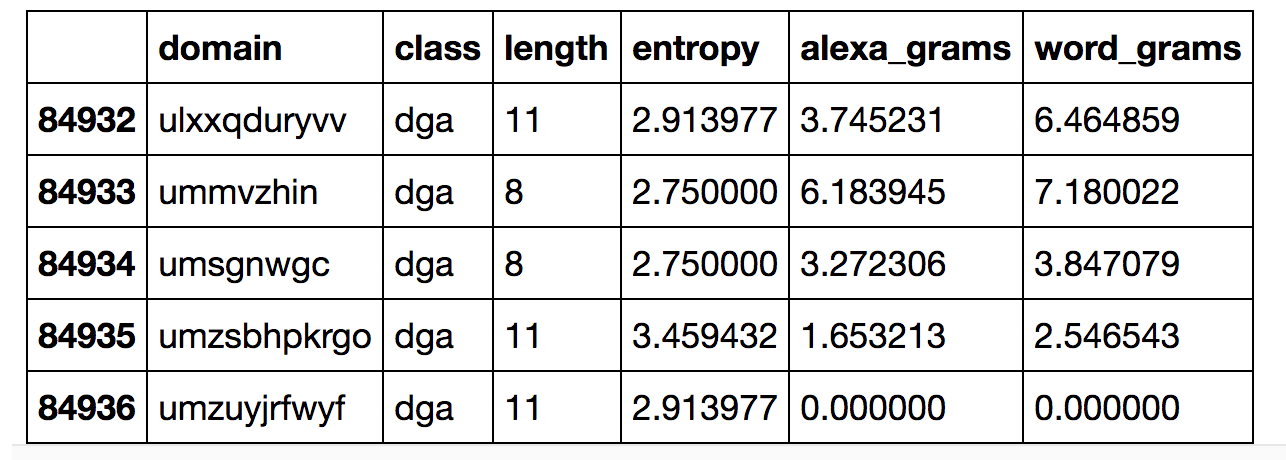 domain class length entropy alexa_grams word_grams
84932 ulxxqduryvv dga 11 2.913977 3.745231 6.464859
84933 ummvzhin dga 8 2.750000 6.183945 7.180022
84934 umsgnwgc dga 8 2.750000 3.272306 3.847079
84935 umzsbhpkrgo dga 11 3.459432 1.653213 2.546543
84936 umzuyjrfwyf dga 11 2.913977 0.000000 0.000000